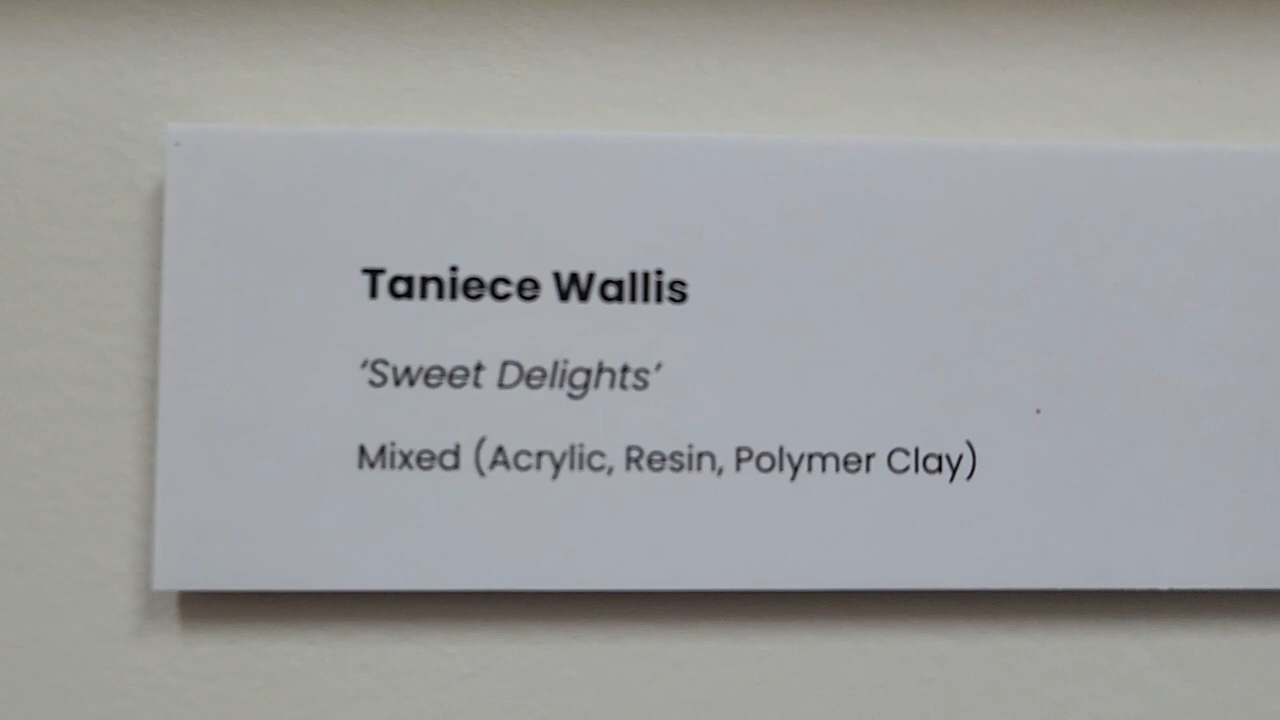 Taniece Wallis
‘Sweet Delights’
Mixed (Acrylic, Resin, Polymer Clay)